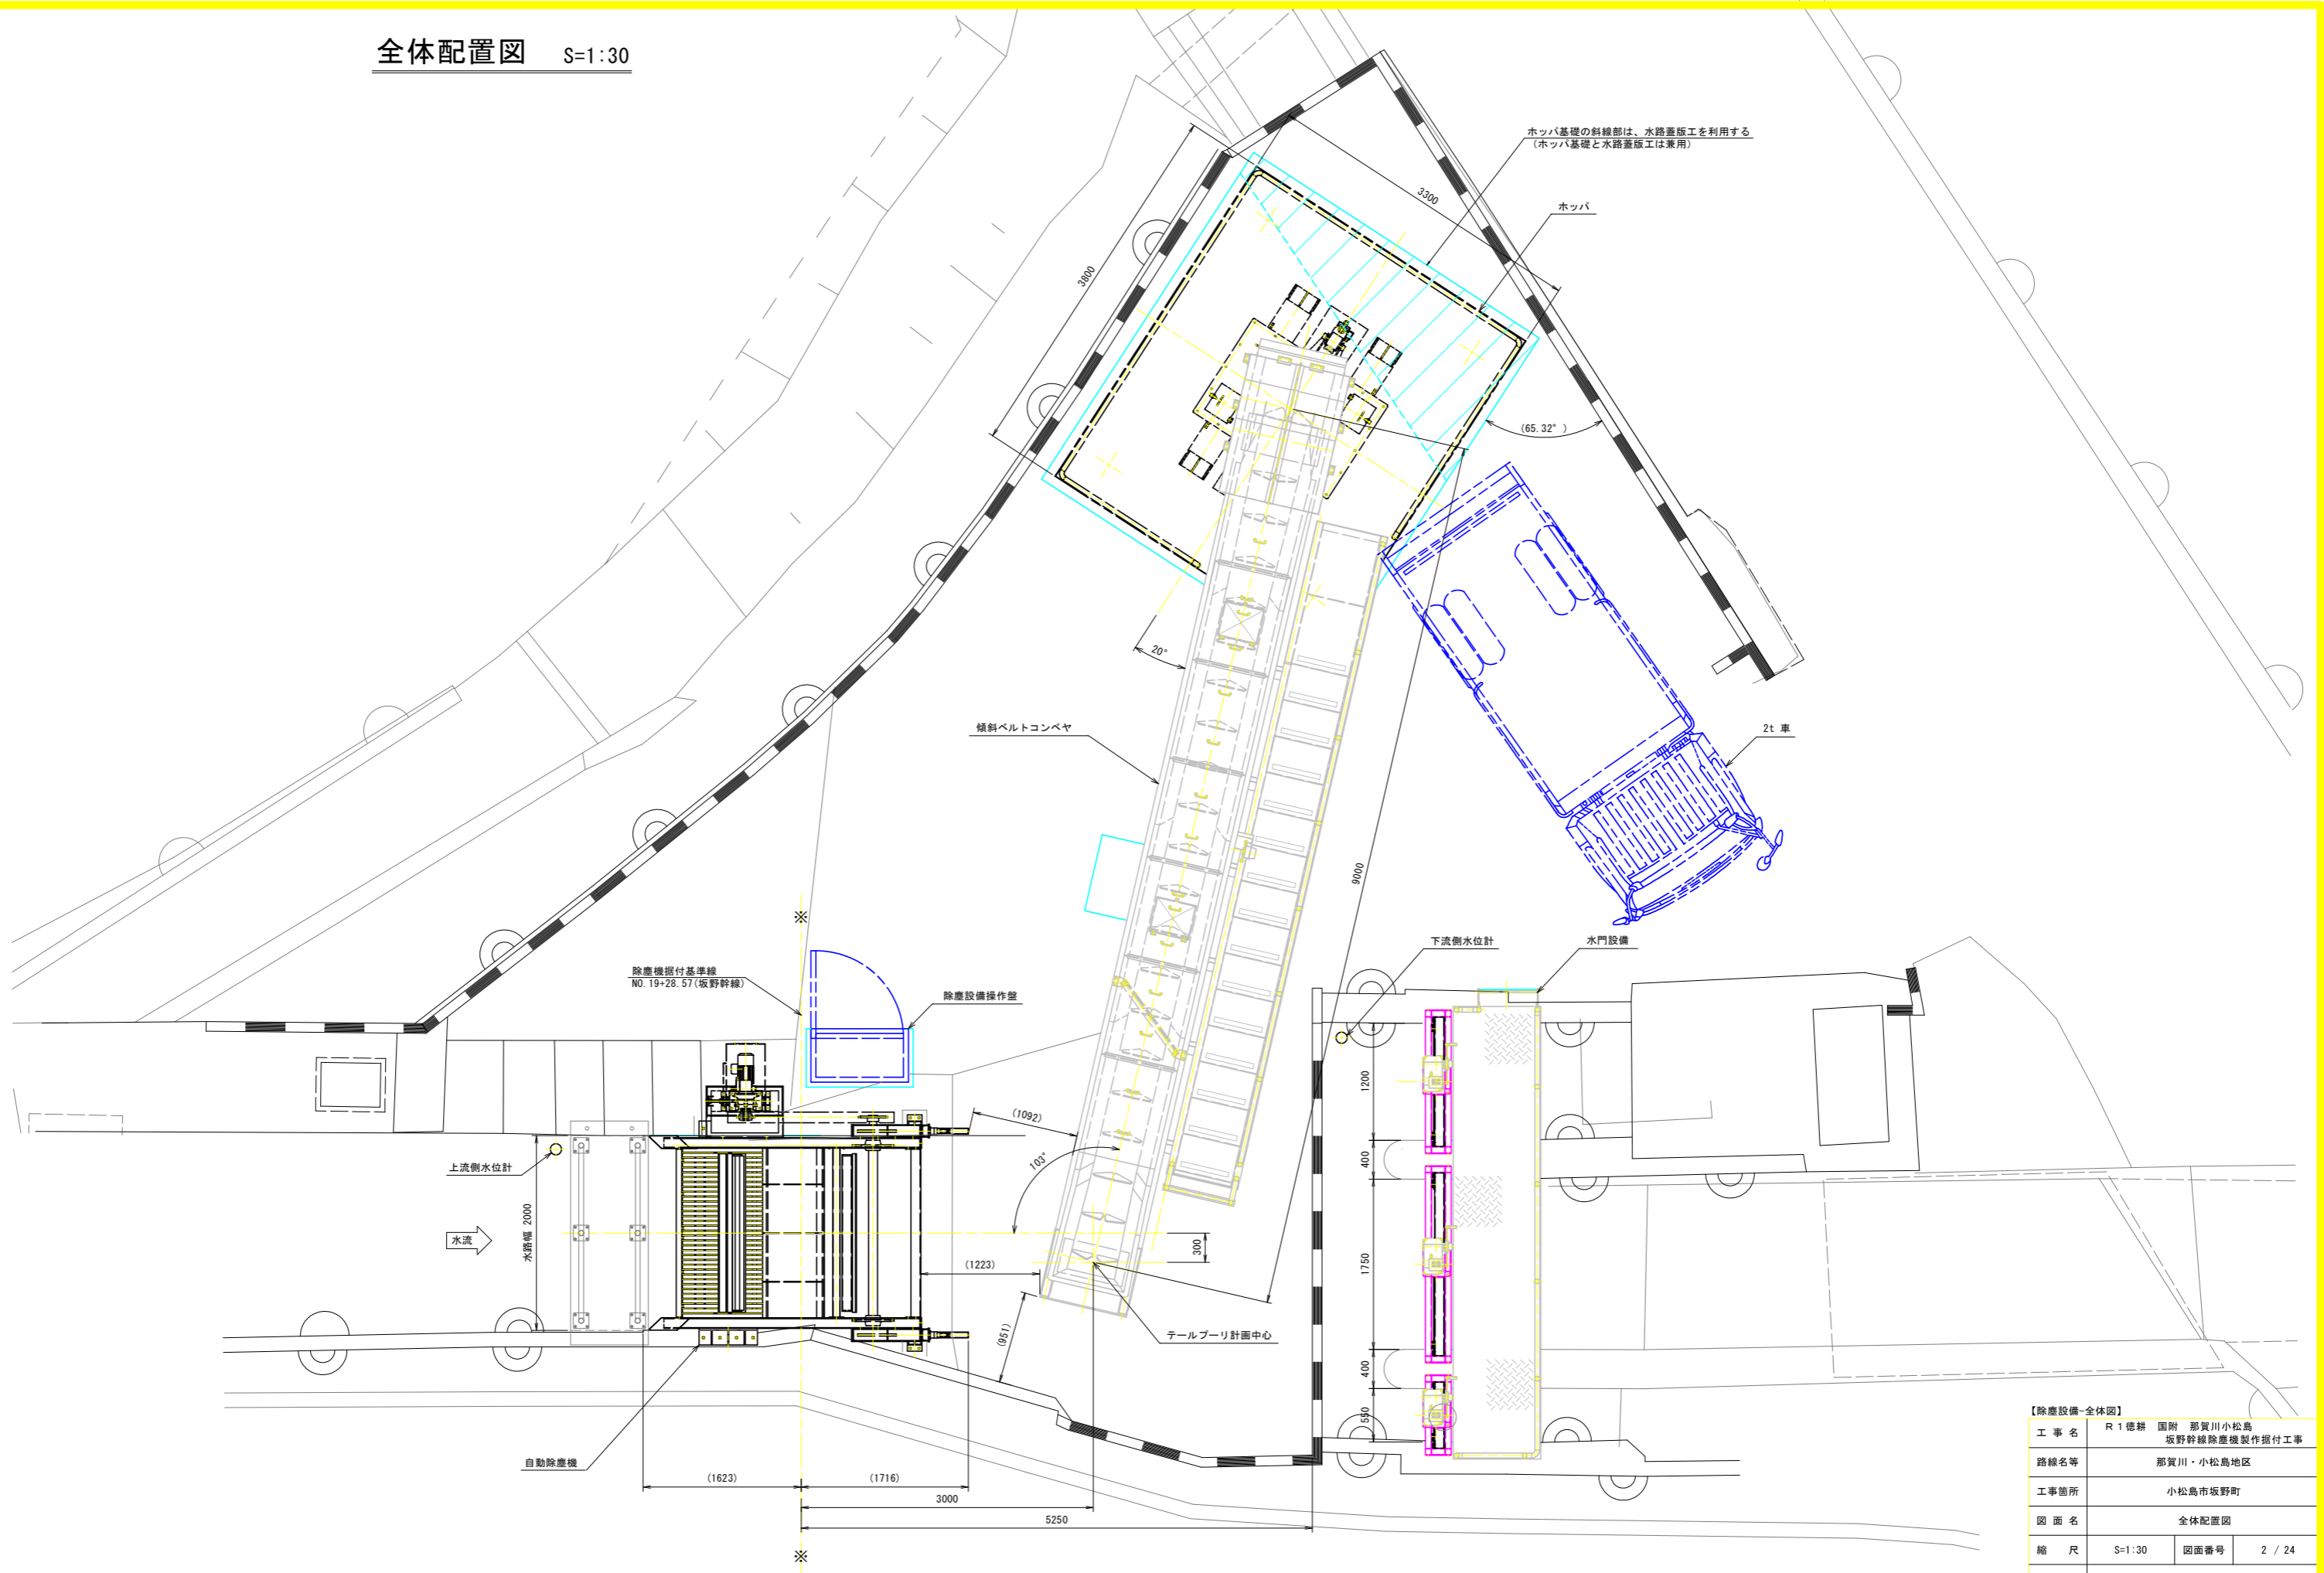 全体配置図 S=1:30
ホッパ基礎の斜線部は、水路蓋版工を利用する
(ホッパ基礎と水路蓋版工は兼用)
3300
ホッパ
3800
(65.32°)
20°
傾斜ベルトコンベヤ
2t 車
9000
※
下流側水位計
水門設備
除塵機据付基準線
NO.19+28.57(坂野幹線)
除塵設備操作盤
1200
(1092)
103°
400
上流側水位計
水路幅 2000
水流
300
(1223)
1750
(951)
テールプーリ計画中心
400
550
自動除塵機
(1623)
(1716)
3000
5250
※
【除塵設備-全体図】
工事名 R1徳耕 国附 那賀川小松島
坂野幹線除塵機製作据付工事
路線名等 那賀川・小松島地区
工事箇所 小松島市坂野町
図面名 全体配置図
縮尺 S=1:30 図面番号 2 / 24